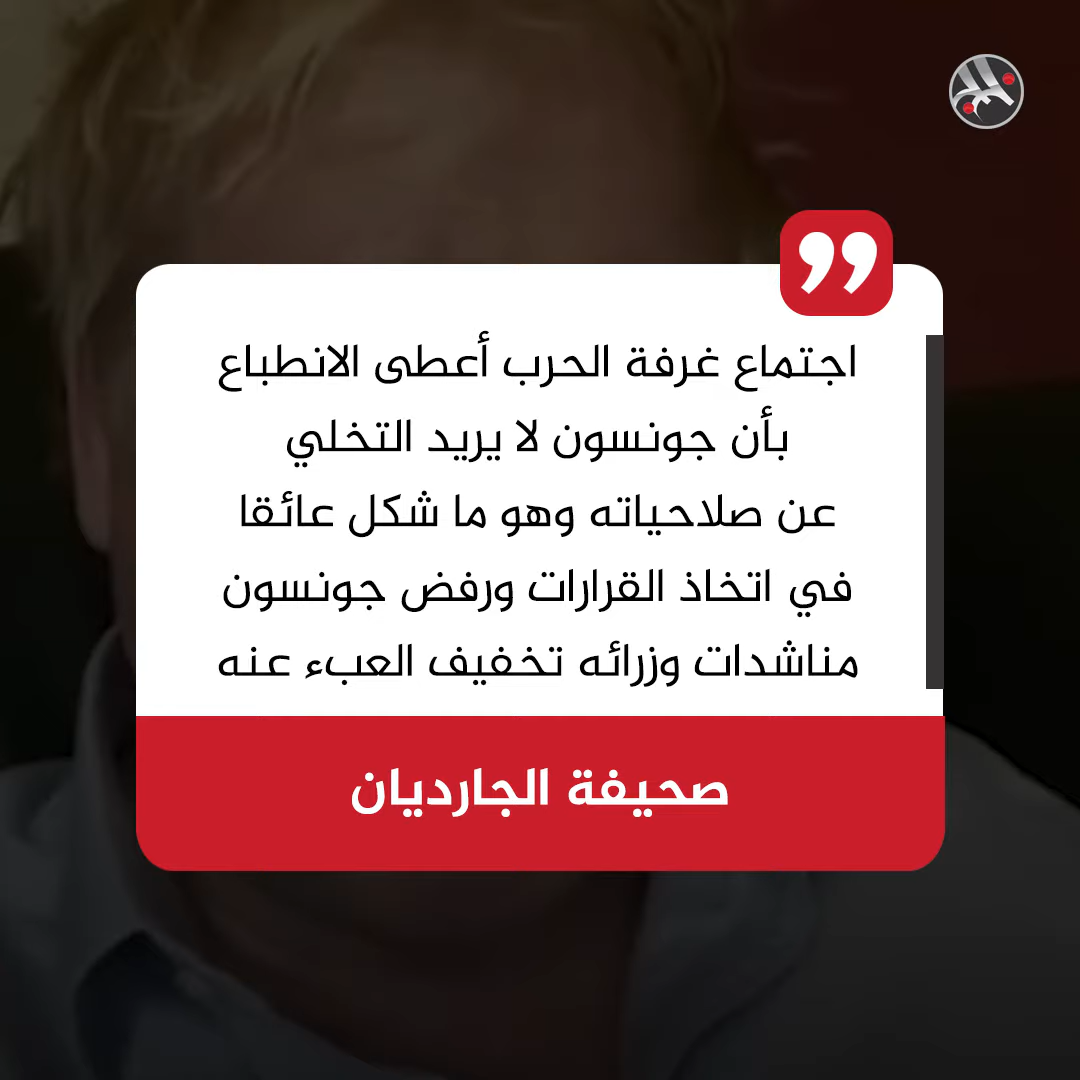 اجتماع غرفة الحرب أعطى الانطباع
بأن جونسون لا يريد التخلي
عن صلاحياته وهو ما شكل عائقا
في اتخاذ القرارات ورفض جونسون
مناشدات وزرائه تخفيف العبء عنه
صحيفة الجارديان